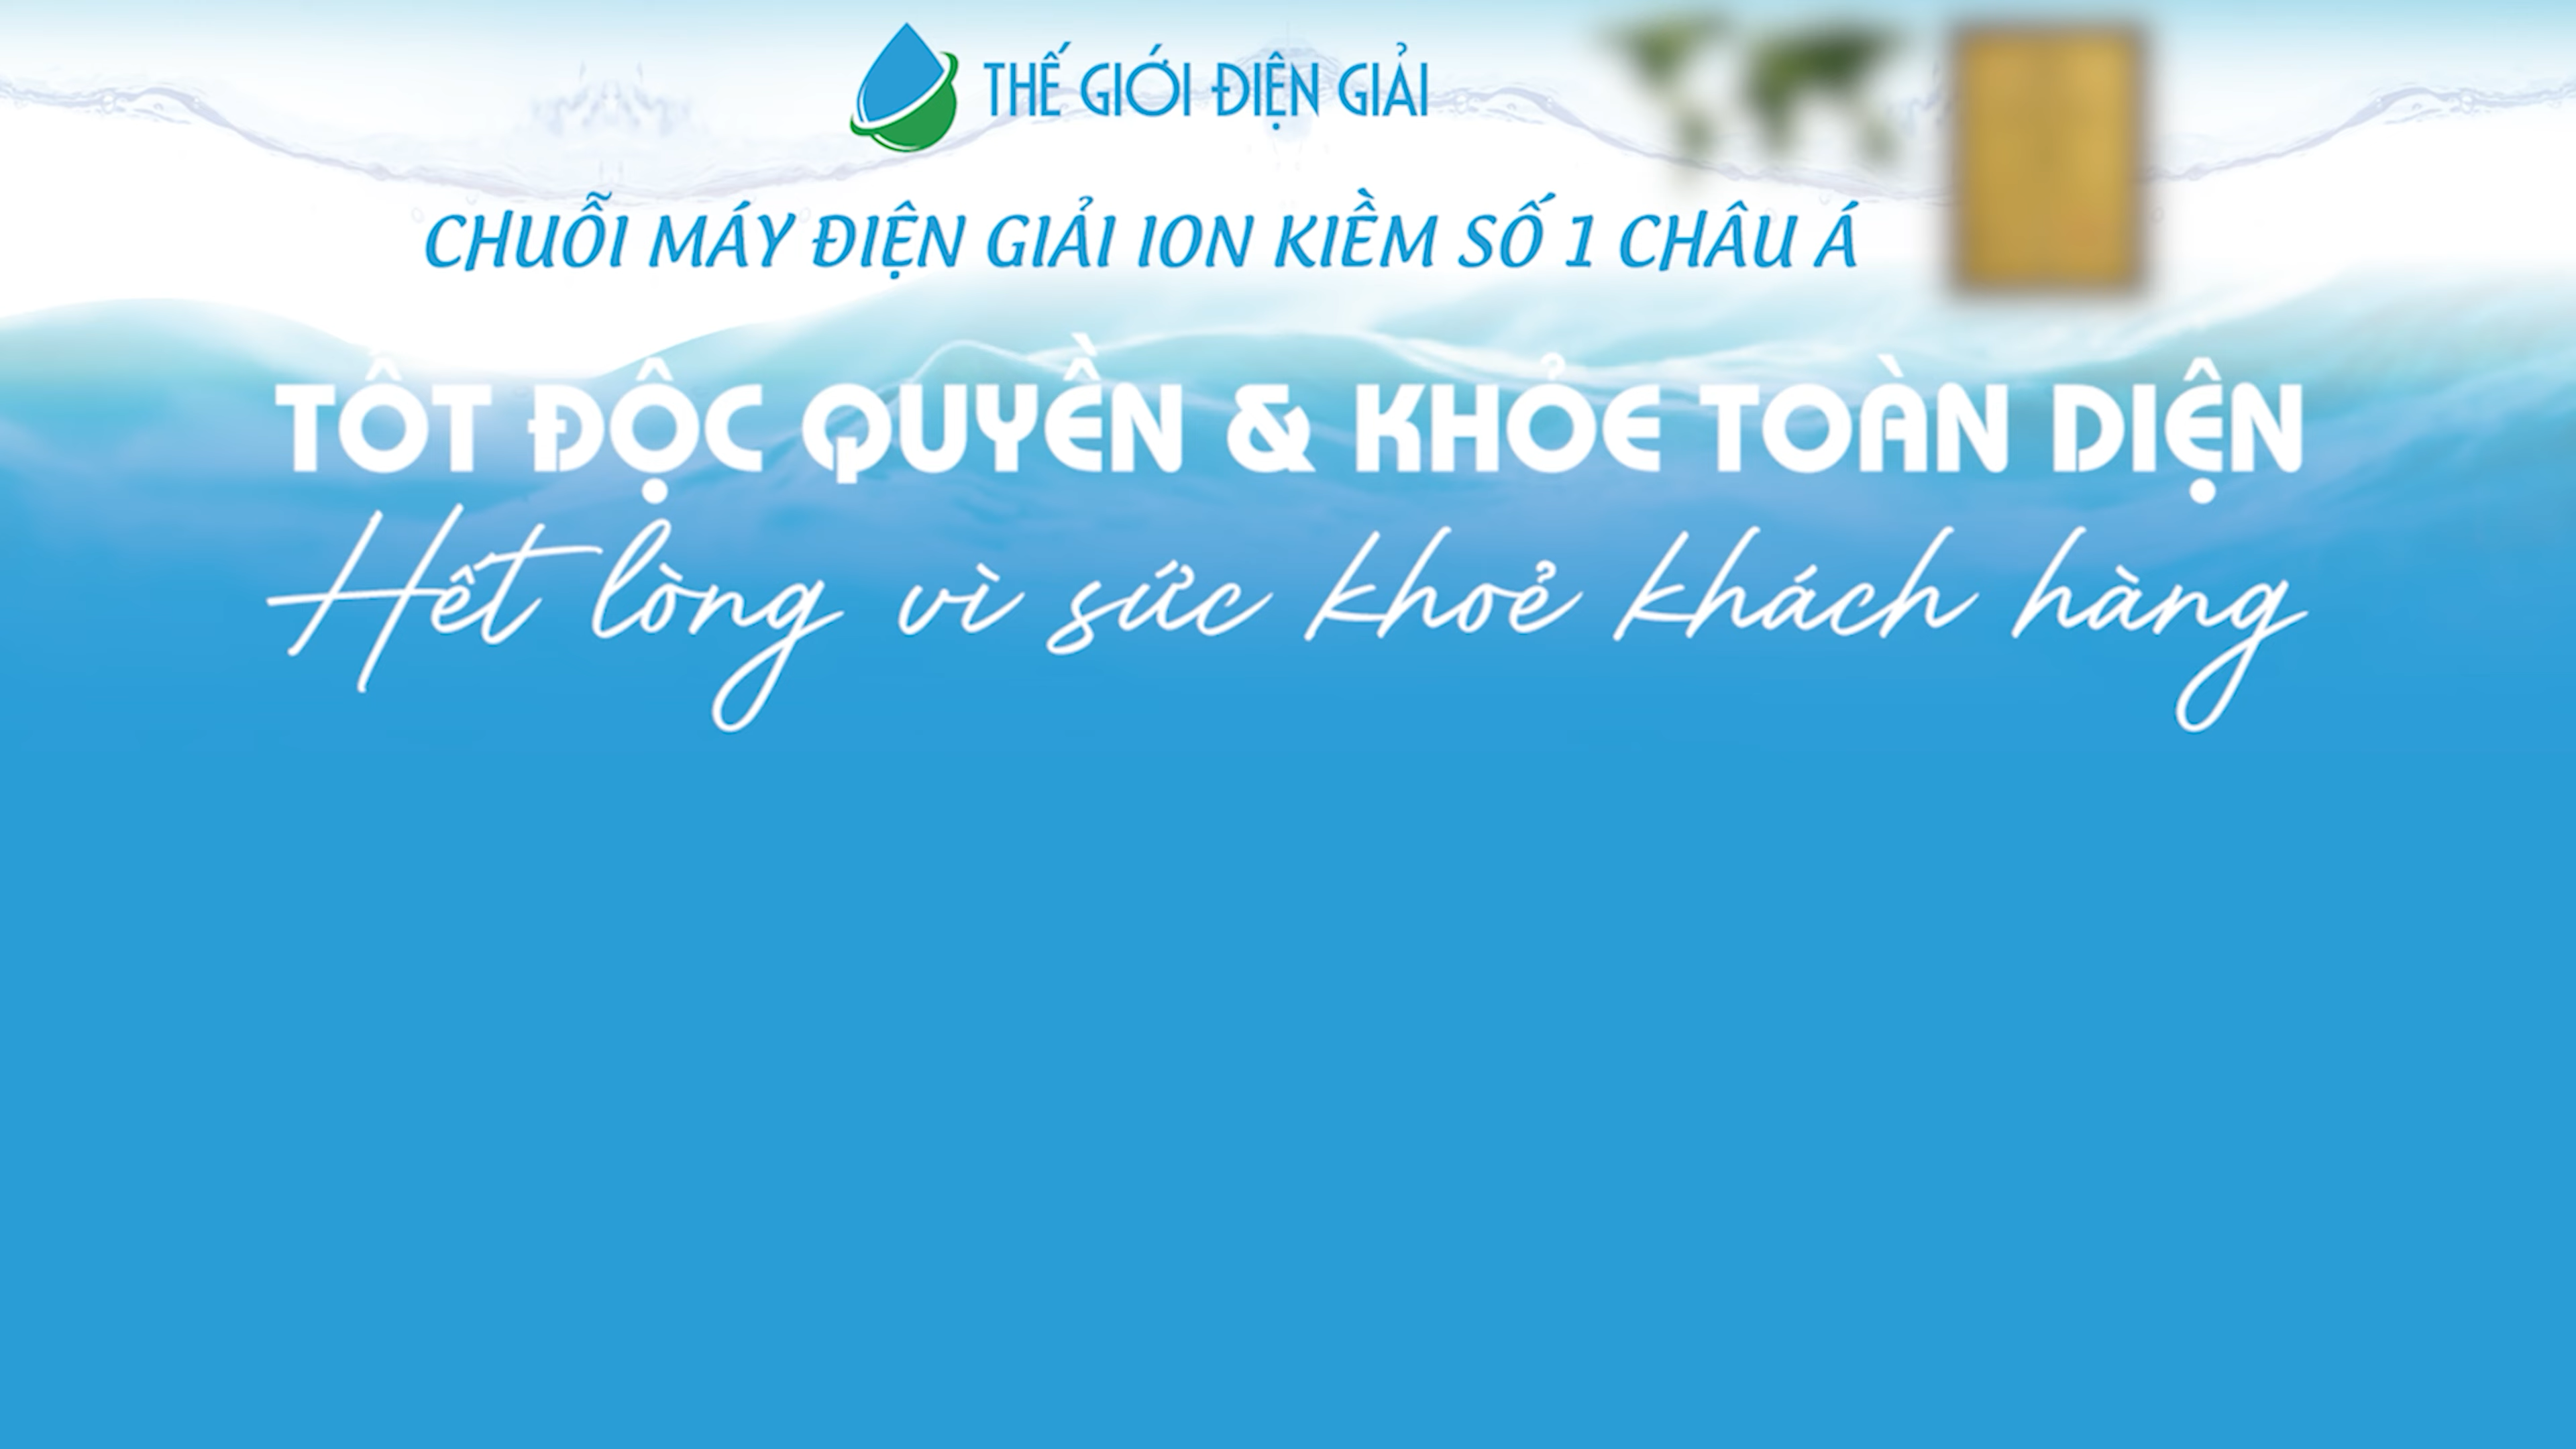 THẾ GIỚI ĐIỆN GIẢI
CHUỖI MÁY ĐIỆN GIẢI ION KIỀM SỐ 1 CHÂU Á
TÔT ĐỘC QUYỀN & KHỎE TOÀN DIỆN
Hết lòng vì sức khoẻ khách hàng